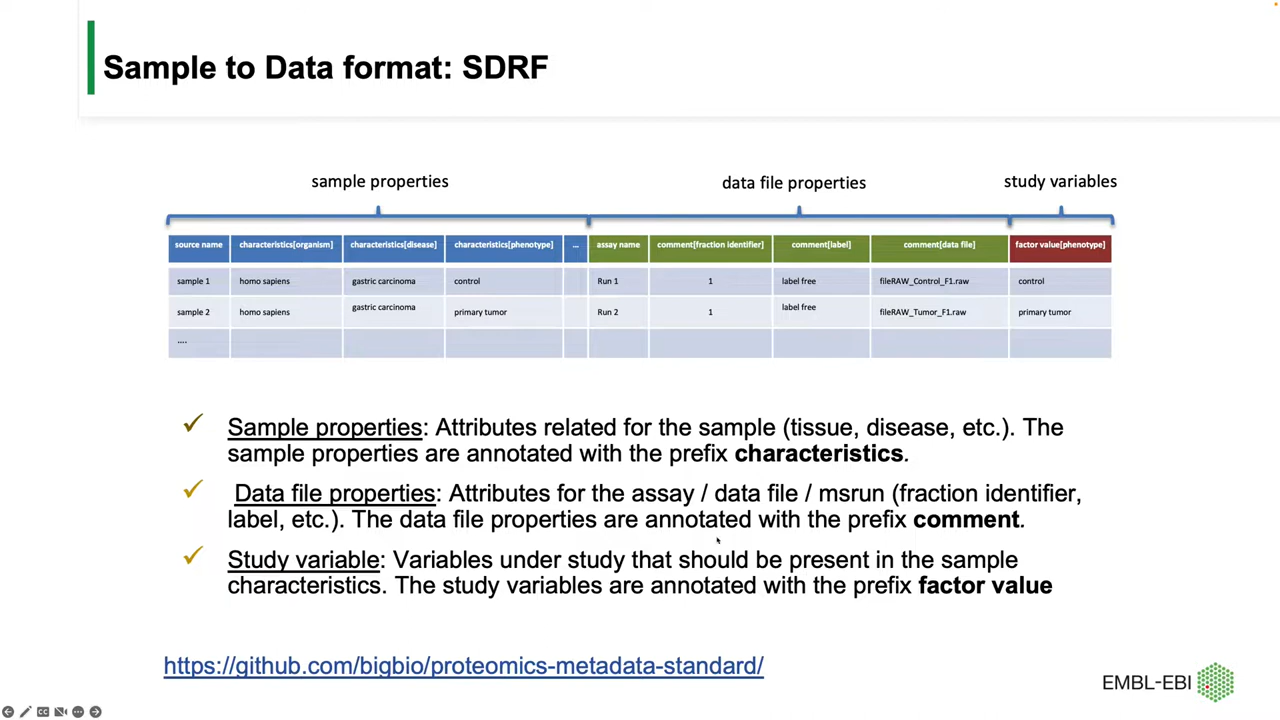 Sample to Data format: SDRF
sample properties
data file properties
study variables
source name characteristics[organism] characteristics[disease] characteristics[phenotype] ... assay name comment[fraction identifier] comment[label] comment[data file] factor value[phenotype]
sample 1 homo sapiens gastric carcinoma control Run 1 1 label free fileRAW_Control_F1.raw control
sample 2 homo sapiens gastric carcinoma primary tumor Run 2 1 label free fileRAW_Tumor_F1.raw primary tumor
....
Sample properties: Attributes related for the sample (tissue, disease, etc.). The
sample properties are annotated with the prefix characteristics.
Data file properties: Attributes for the assay / data file / msrun (fraction identifier,
label, etc.). The data file properties are annotated with the prefix comment.
Study variable: Variables under study that should be present in the sample
characteristics. The study variables are annotated with the prefix factor value
https://github.com/bigbio/proteomics-metadata-standard/
EMBL-EBI